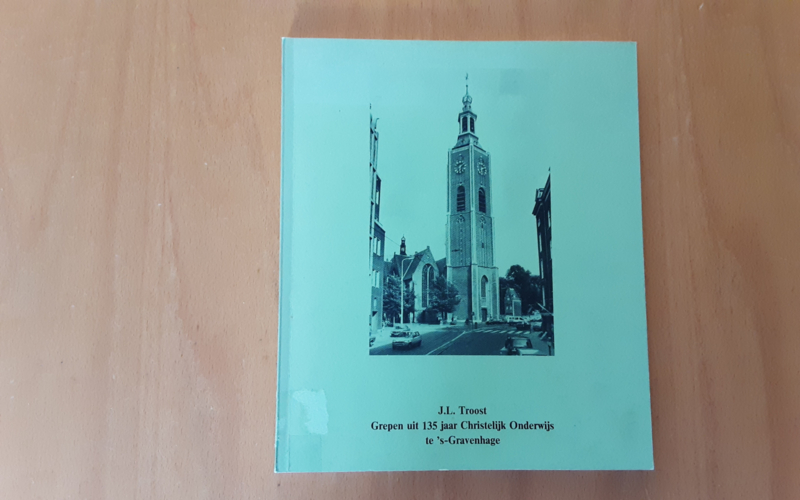 J.L. Troost
Grepen uit 135 jaar Christelijk Onderwijs
te 's-Gravenhage